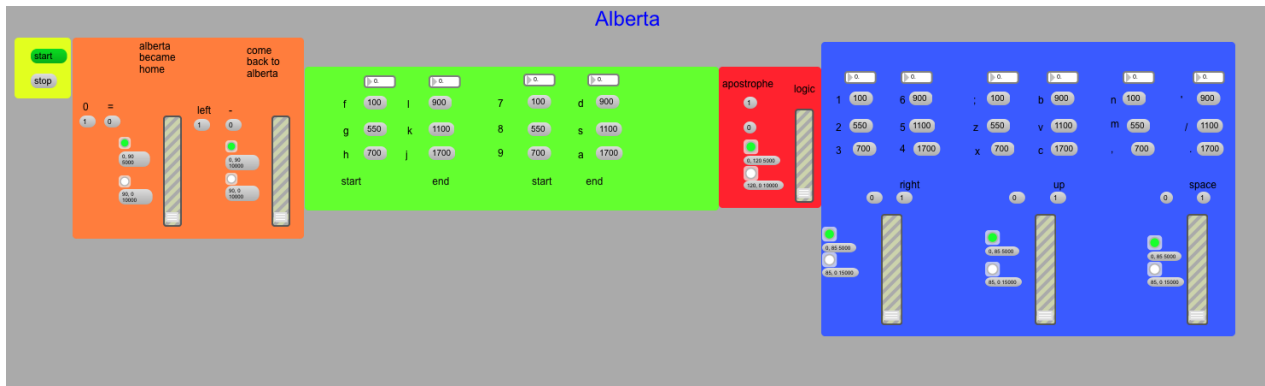 Alberta
start
stop
alberta
became
home
come
back to
alberta
0 =
1 0
0, 90
5000
90, 0
10000
left -
1 0
0, 90
10000
90, 0
10000
0. 0. 0. 0.
f 100 l 900 7 100 d 900
g 550 k 1100 8 550 s 1100
h 700 j 1700 9 700 a 1700
start end start end
apostrophe
logic
1
0
0, 120 5000
120, 0 10000
0. 0. 0. 0. 0. 0.
1 100 6 900 ; 100 b 900 n 100 ' 900
2 550 5 1100 z 550 v 1100 m 550 / 1100
3 700 4 1700 x 700 c 1700 , 700 . 1700
right up space
0 1 0 1 0 1
0, 85 5000
85, 0 15000
0, 85 5000
85, 0 15000
0, 85 5000
85, 0 15000